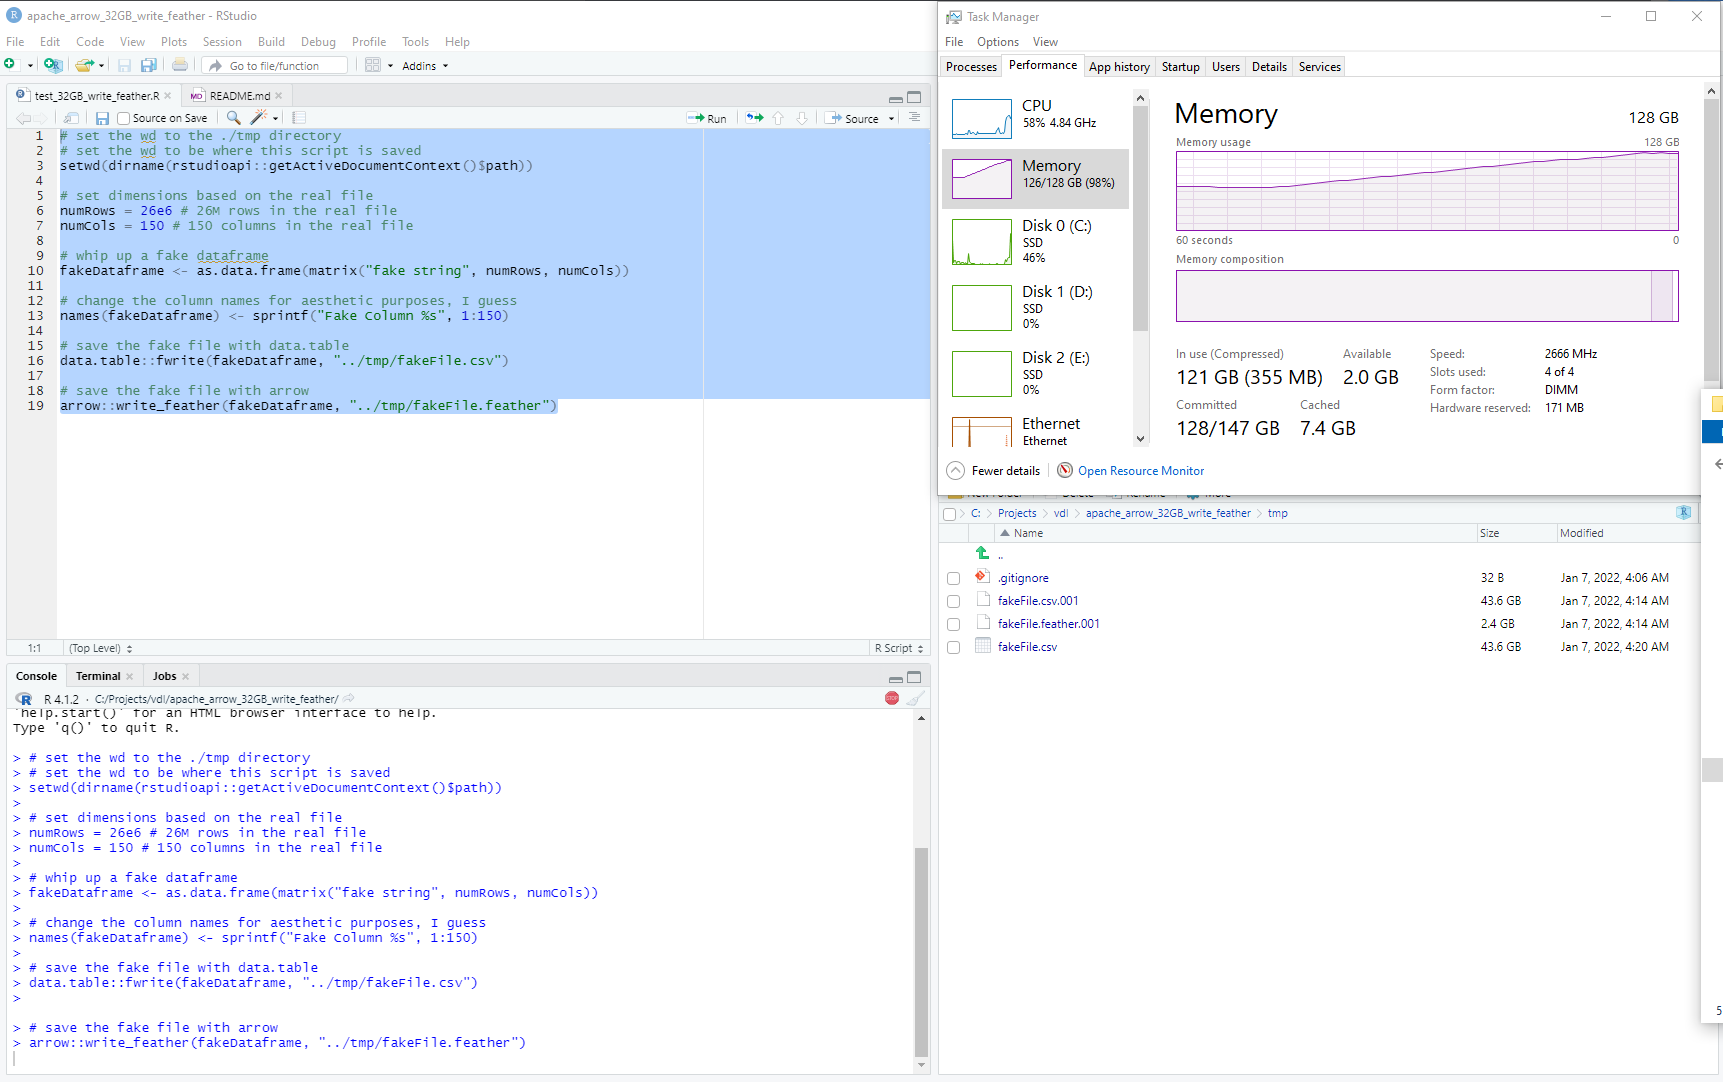 apache_arrow_32GB_write_feather - RStudio
File Edit Code View Plots Session Build Debug Profile Tools Help
Go to file/function Addins
test_32GB_write_feather.R README.md
Source on Save Run Source
1 # set the wd to the ./tmp directory
2 # set the wd to be where this script is saved
3 setwd(dirname(rstudioapi::getActiveDocumentContext()$path))
4
5 # set dimensions based on the real file
6 numRows = 26e6 # 26M rows in the real file
7 numCols = 150 # 150 columns in the real file
8
9 # whip up a fake dataframe
10 fakeDataframe <- as.data.frame(matrix("fake string", numRows, numCols))
11
12 # change the column names for aesthetic purposes, I guess
13 names(fakeDataframe) <- sprintf("Fake Column %s", 1:150)
14
15 # save the fake file with data.table
16 data.table::fwrite(fakeDataframe, "../tmp/fakeFile.csv")
17
18 # save the fake file with arrow
19 arrow::write_feather(fakeDataframe, "../tmp/fakeFile.feather")
1:1 (Top Level) R Script
Console Terminal Jobs
R 4.1.2 · C:/Projects/vdl/apache_arrow_32GB_write_feather/
'help.start()' for an HTML browser interface to help.
Type 'q()' to quit R.
> # set the wd to the ./tmp directory
> # set the wd to be where this script is saved
> setwd(dirname(rstudioapi::getActiveDocumentContext()$path))
>
> # set dimensions based on the real file
> numRows = 26e6 # 26M rows in the real file
> numCols = 150 # 150 columns in the real file
>
> # whip up a fake dataframe
> fakeDataframe <- as.data.frame(matrix("fake string", numRows, numCols))
>
> # change the column names for aesthetic purposes, I guess
> names(fakeDataframe) <- sprintf("Fake Column %s", 1:150)
>
> # save the fake file with data.table
> data.table::fwrite(fakeDataframe, "../tmp/fakeFile.csv")
>
> # save the fake file with arrow
> arrow::write_feather(fakeDataframe, "../tmp/fakeFile.feather")
Task Manager
File Options View
Processes Performance App history Startup Users Details Services
CPU
58% 4.84 GHz
Memory
126/128 GB (98%)
Disk 0 (C:)
SSD
46%
Disk 1 (D:)
SSD
0%
Disk 2 (E:)
SSD
0%
Ethernet
Ethernet
Memory 128 GB
Memory usage 128 GB
60 seconds 0
Memory composition
In use (Compressed) Available
121 GB (355 MB) 2.0 GB
Committed Cached
128/147 GB 7.4 GB
Speed: 2666 MHz
Slots used: 4 of 4
Form factor: DIMM
Hardware reserved: 171 MB
Fewer details Open Resource Monitor
New Folder Delete Rename More
C: Projects vdl apache_arrow_32GB_write_feather tmp
Name Size Modified
..
.gitignore 32 B Jan 7, 2022, 4:06 AM
fakeFile.csv.001 43.6 GB Jan 7, 2022, 4:14 AM
fakeFile.feather.001 2.4 GB Jan 7, 2022, 4:14 AM
fakeFile.csv 43.6 GB Jan 7, 2022, 4:20 AM
5